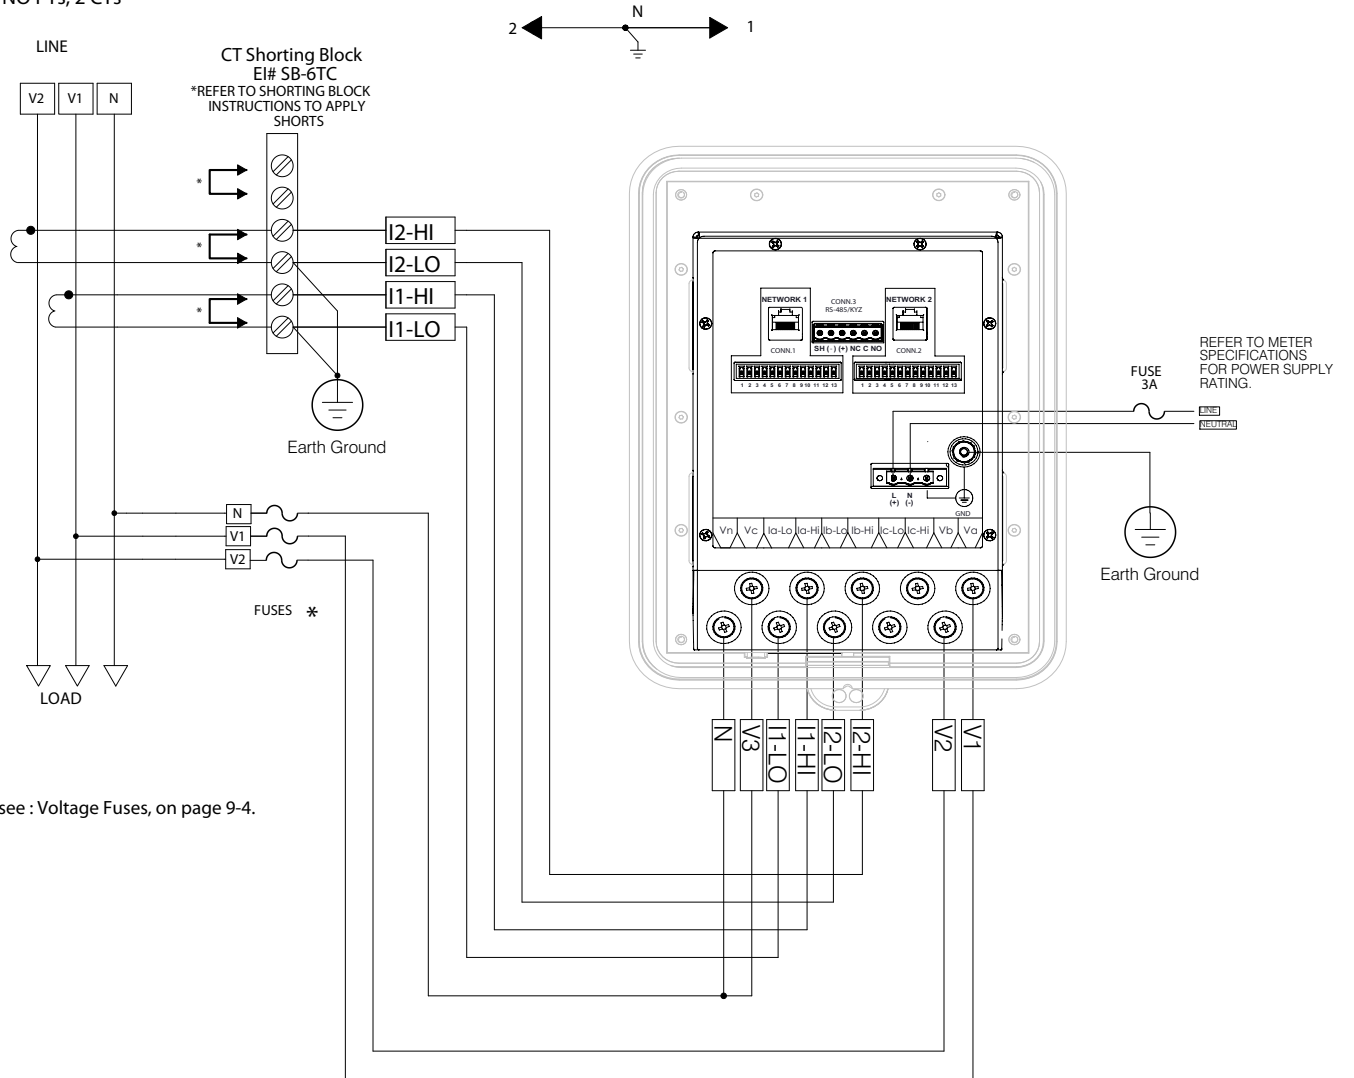 NO PTs, 2 CTs
2
N
1
LINE
V2
V1
N
CT Shorting Block
EI# SB-6TC
*REFER TO SHORTING BLOCK
INSTRUCTIONS TO APPLY
SHORTS
*
*
*
I2-HI
I2-LO
I1-HI
I1-LO
Earth Ground
N
V1
V2
FUSES *
LOAD
see : Voltage Fuses, on page 9-4.
NETWORK 1
CONN.3
RS-485/KYZ
NETWORK 2
CONN.1
SH (-) (+) NC C NO
CONN.2
1 2 3 4 5 6 7 8 9 10 11 12 13
1 2 3 4 5 6 7 8 9 10 11 12 13
L
(+)
N
(-)
GND
Vn Vc Ia-Lo Ia-Hi Ib-Lo Ib-Hi Ic-Lo Ic-Hi Vb Va
FUSE
3A
REFER TO METER
SPECIFICATIONS
FOR POWER SUPPLY
RATING.
LINE
NEUTRAL
Earth Ground
N
V3
I1-LO
I1-HI
I2-LO
I2-HI
V2
V1